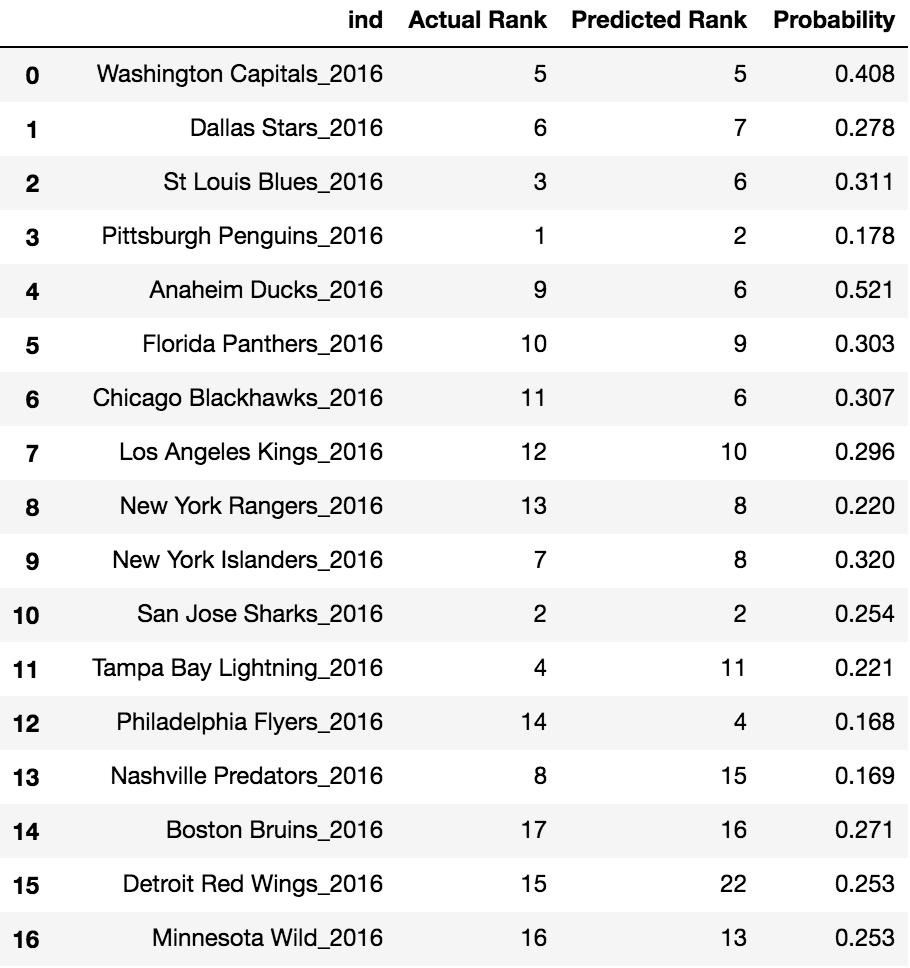 ind Actual Rank Predicted Rank Probability
0 Washington Capitals_2016 5 5 0.408
1 Dallas Stars_2016 6 7 0.278
2 St Louis Blues_2016 3 6 0.311
3 Pittsburgh Penguins_2016 1 2 0.178
4 Anaheim Ducks_2016 9 6 0.521
5 Florida Panthers_2016 10 9 0.303
6 Chicago Blackhawks_2016 11 6 0.307
7 Los Angeles Kings_2016 12 10 0.296
8 New York Rangers_2016 13 8 0.220
9 New York Islanders_2016 7 8 0.320
10 San Jose Sharks_2016 2 2 0.254
11 Tampa Bay Lightning_2016 4 11 0.221
12 Philadelphia Flyers_2016 14 4 0.168
13 Nashville Predators_2016 8 15 0.169
14 Boston Bruins_2016 17 16 0.271
15 Detroit Red Wings_2016 15 22 0.253
16 Minnesota Wild_2016 16 13 0.253